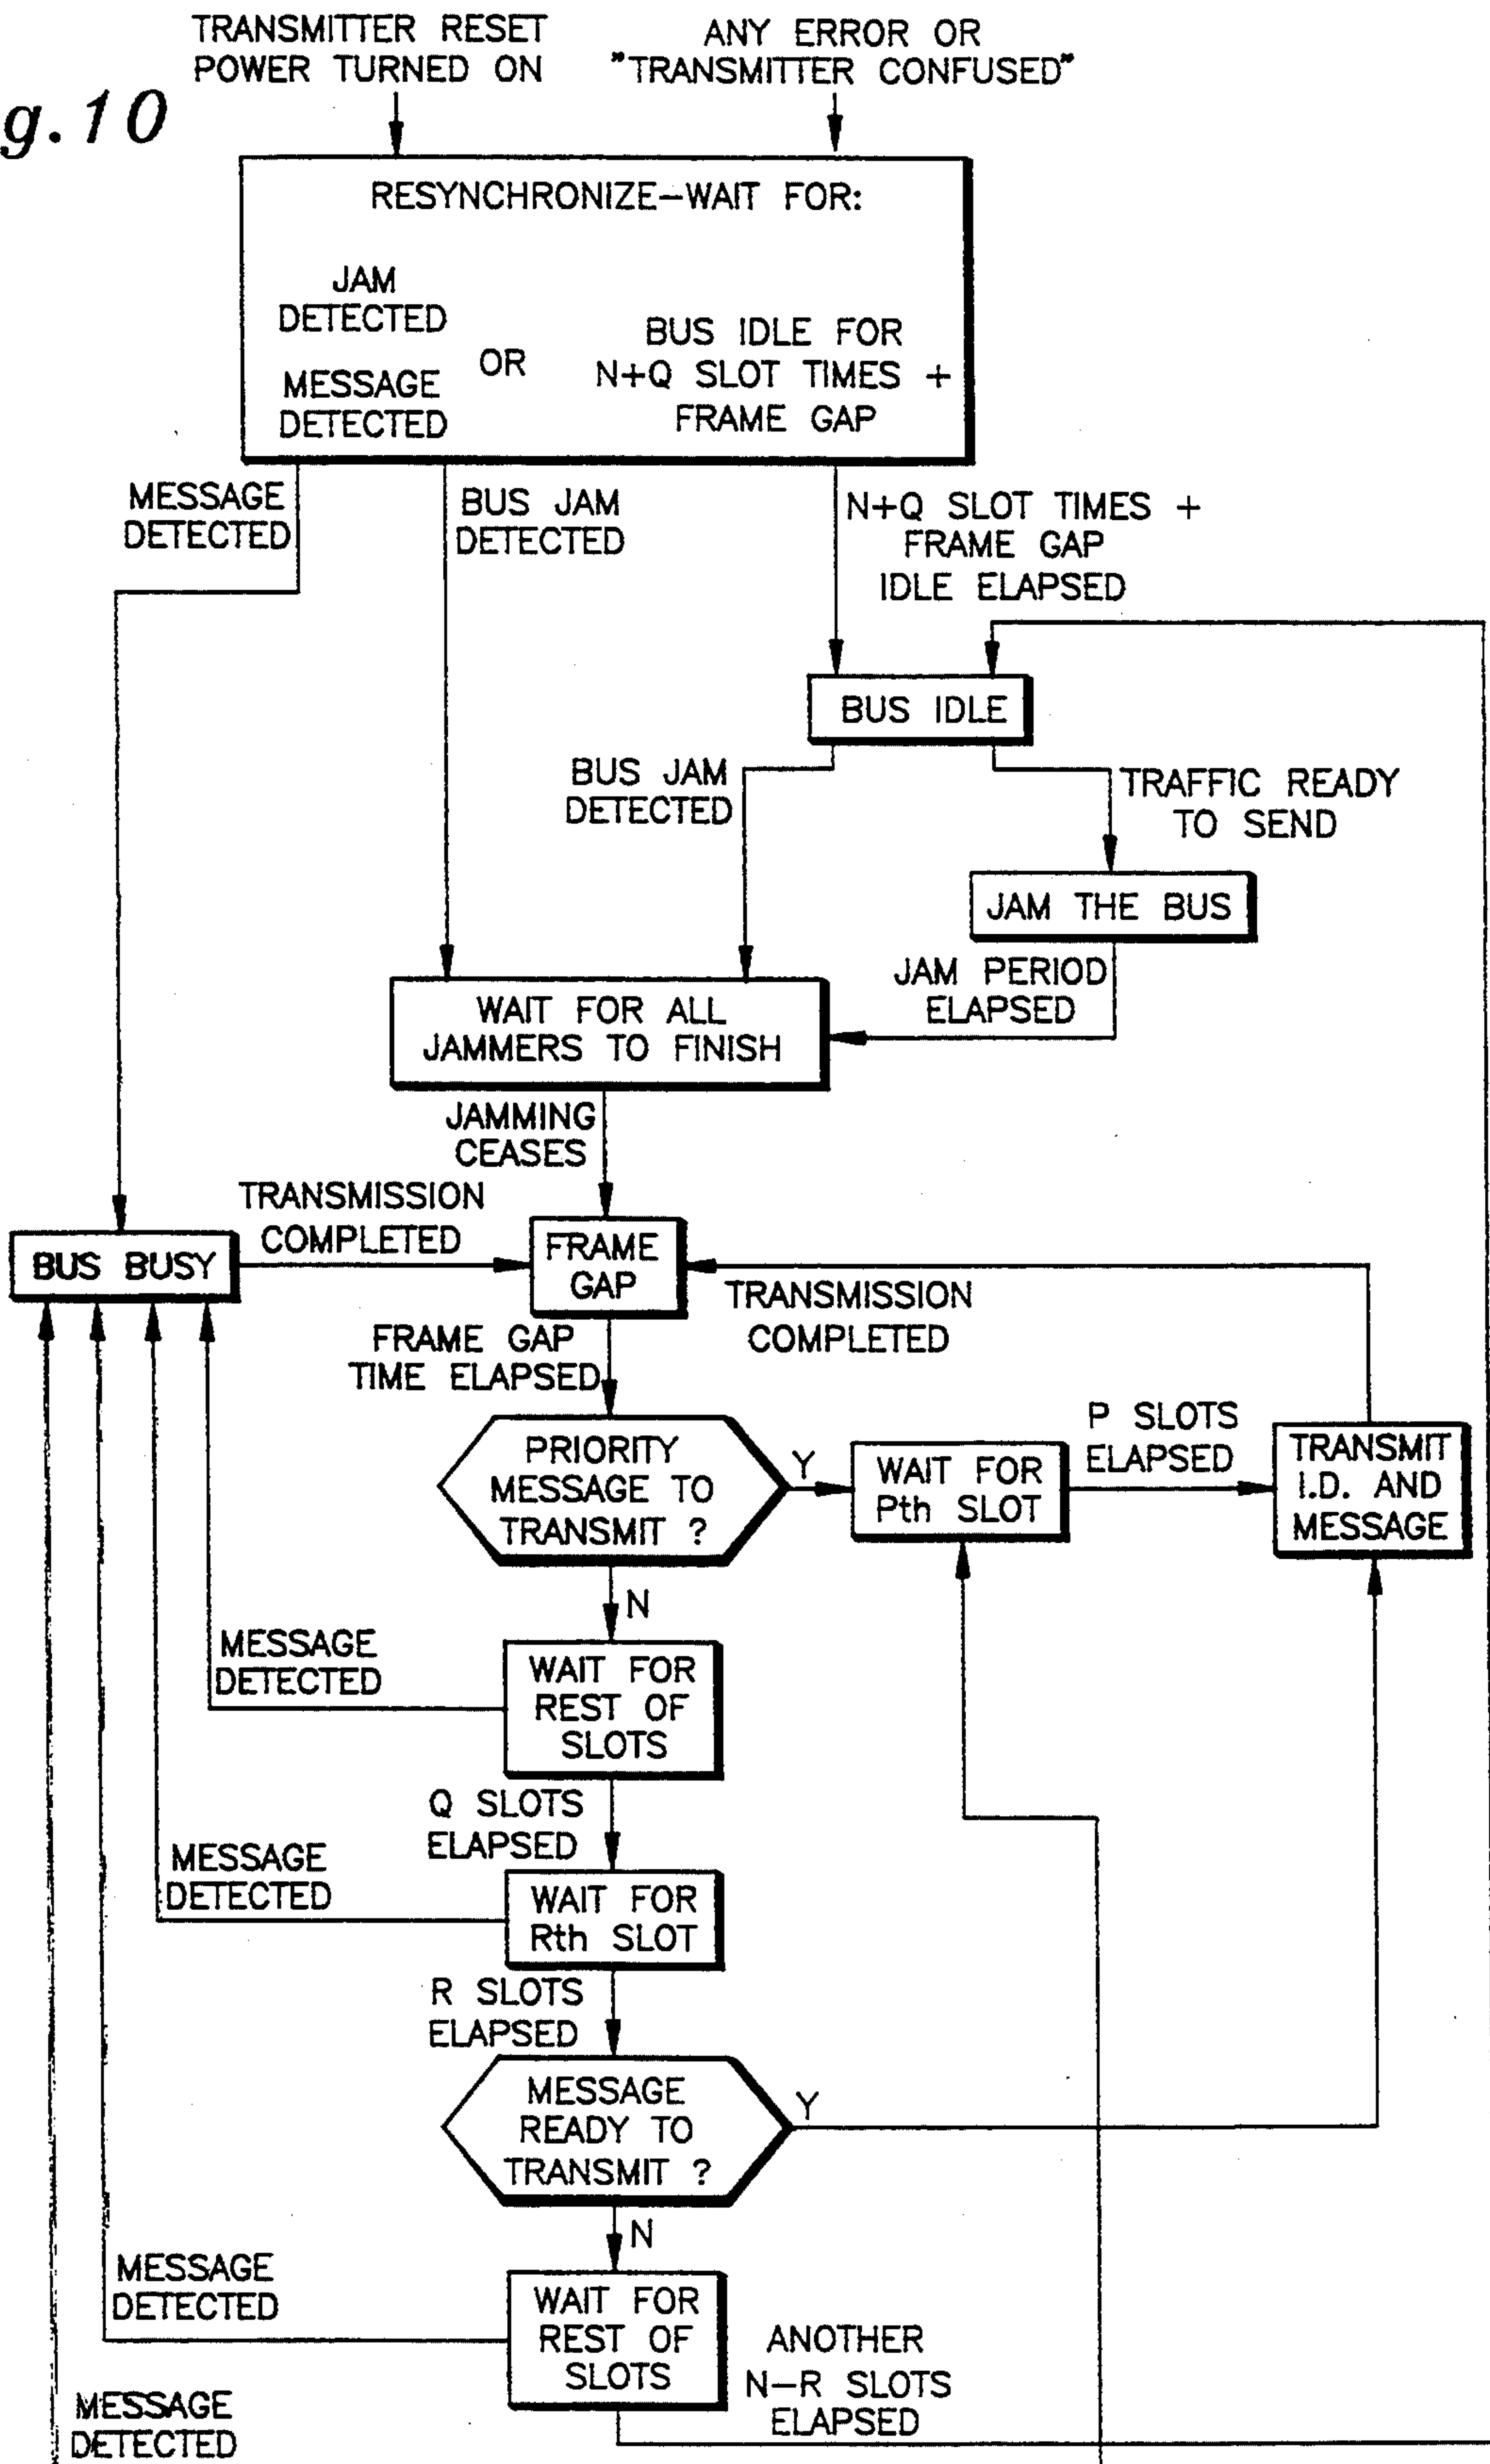 TRANSMITTER RESET
POWER TURNED ON
ANY ERROR OR
"TRANSMITTER CONFUSED"
g.10
RESYNCHRONIZE-WAIT FOR:
JAM
DETECTED
MESSAGE
DETECTED
OR
BUS IDLE FOR
N+Q SLOT TIMES +
FRAME GAP
MESSAGE
DETECTED
BUS JAM
DETECTED
N+Q SLOT TIMES +
FRAME GAP
IDLE ELAPSED
BUS IDLE
BUS JAM
DETECTED
TRAFFIC READY
TO SEND
JAM THE BUS
JAM PERIOD
ELAPSED
WAIT FOR ALL
JAMMERS TO FINISH
JAMMING
CEASES
TRANSMISSION
COMPLETED
BUS BUSY
FRAME
GAP
TRANSMISSION
COMPLETED
FRAME GAP
TIME ELAPSED
PRIORITY
MESSAGE TO
TRANSMIT ?
Y
WAIT FOR
Pth SLOT
P SLOTS
ELAPSED
TRANSMIT
I.D. AND
MESSAGE
N
MESSAGE
DETECTED
WAIT FOR
REST OF
SLOTS
Q SLOTS
ELAPSED
MESSAGE
DETECTED
WAIT FOR
Rth SLOT
R SLOTS
ELAPSED
MESSAGE
READY TO
TRANSMIT ?
Y
N
MESSAGE
DETECTED
WAIT FOR
REST OF
SLOTS
ANOTHER
N-R SLOTS
ELAPSED
MESSAGE
DETECTED